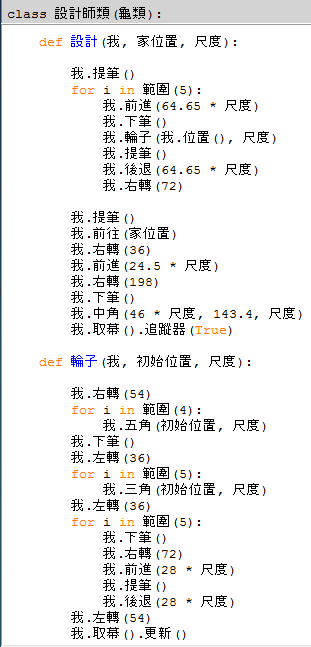 class 設計師類(龜類):
def 設計(我, 家位置, 尺度):
我.提筆()
for i in 範圍(5):
我.前進(64.65 * 尺度)
我.下筆()
我.輪子(我.位置(), 尺度)
我.提筆()
我.後退(64.65 * 尺度)
我.右轉(72)
我.提筆()
我.前往(家位置)
我.右轉(36)
我.前進(24.5 * 尺度)
我.右轉(198)
我.下筆()
我.中角(46 * 尺度, 143.4, 尺度)
我.取幕().追蹤器(True)
def 輪子(我, 初始位置, 尺度):
我.右轉(54)
for i in 範圍(4):
我.五角(初始位置, 尺度)
我.下筆()
我.左轉(36)
for i in 範圍(5):
我.三角(初始位置, 尺度)
我.左轉(36)
for i in 範圍(5):
我.下筆()
我.右轉(72)
我.前進(28 * 尺度)
我.提筆()
我.後退(28 * 尺度)
我.左轉(54)
我.取幕().更新()